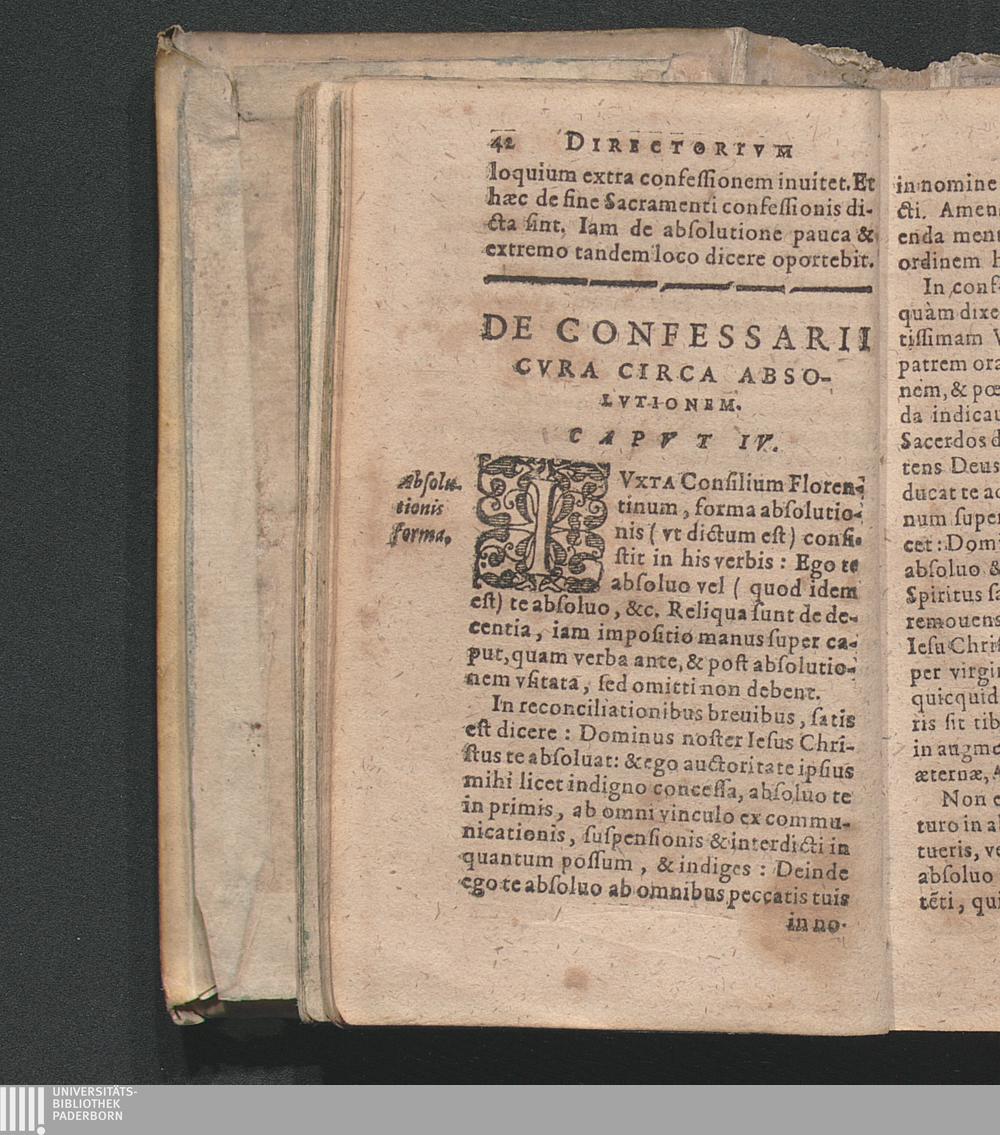 42 DIRECTORIVM
loquium extra confeſſionem inuitet. Et
hæc de fine Sacramenti confeſſionis di-
cta ſint. Iam de abſolutione pauca &
extremo tandem loco dicere oportebit.
DE CONFESSARII
CVRA CIRCA ABSO-
LVTIONEM.
CAPVT IV.
Abſolu-
tionis
forma.
IVXTA Conſilium Floren-
tinum, forma abſolutio-
nis (vt dictum eſt) conſi-
ſtit in his verbis: Ego te
abſoluo vel (quod idem
eſt) te abſoluo, &c. Reliqua ſunt de de-
centia, iam impoſitio manus ſuper ca-
put, quam verba ante, & poſt abſolutio-
nem vſitata, ſed omitti non debent.
In reconciliationibus breuibus, ſatis
eſt dicere: Dominus noſter Ieſus Chri-
ſtus te abſoluat: & ego auctoritate ipſius
mihi licet indigno conceſſa, abſoluo te
in primis, ab omni vinculo excommu-
nicationis, ſuſpenſionis & interdicti in
quantum poſſum, & indiges: Deinde
ego te abſoluo ab omnibus peccatis tuis
in no-
in nomine
cti. Amen
enda
ordinem
In conf
quàm dixe
tiſſimam
patrem ora
nem, &
da indicau
Sacerdos
tens Deus
ducat te
num ſuper
cet: Domi
abſoluo &
Spiritus ſa
remouens
Ieſu Chri
per virgi
quicquid
ris ſit tib
in augme
æternæ,
Non
turo in
tueris,
abſoluo
tẽti, qui
UNIVERSITÄTS-
BIBLIOTHEK
PADERBORN